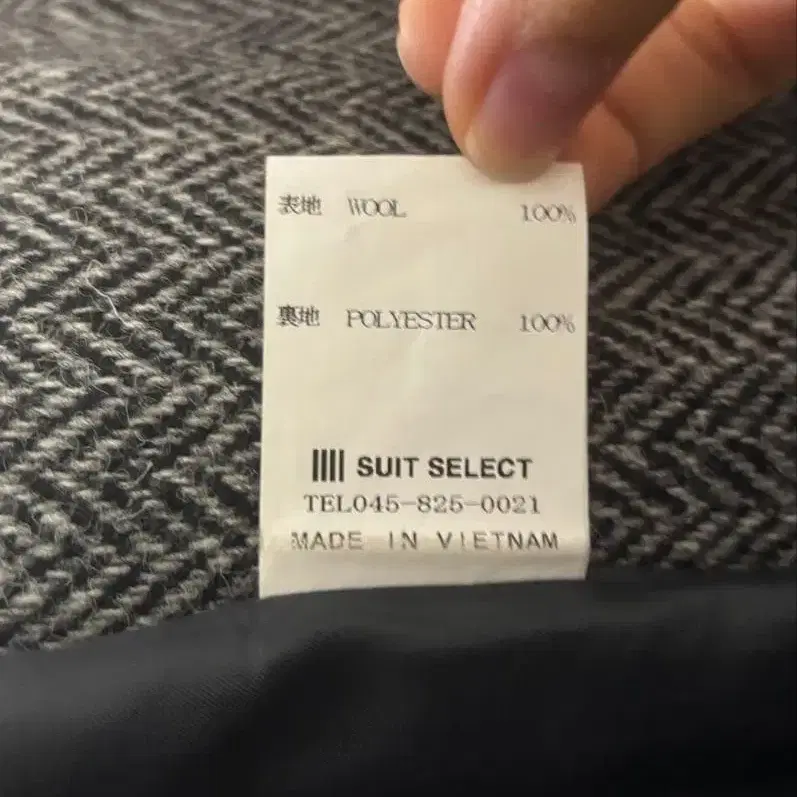 表地 WOOL 100%
裏地 POLYESTER 100%
SUIT SELECT
TEL045-825-0021
MADE IN VIETNAM